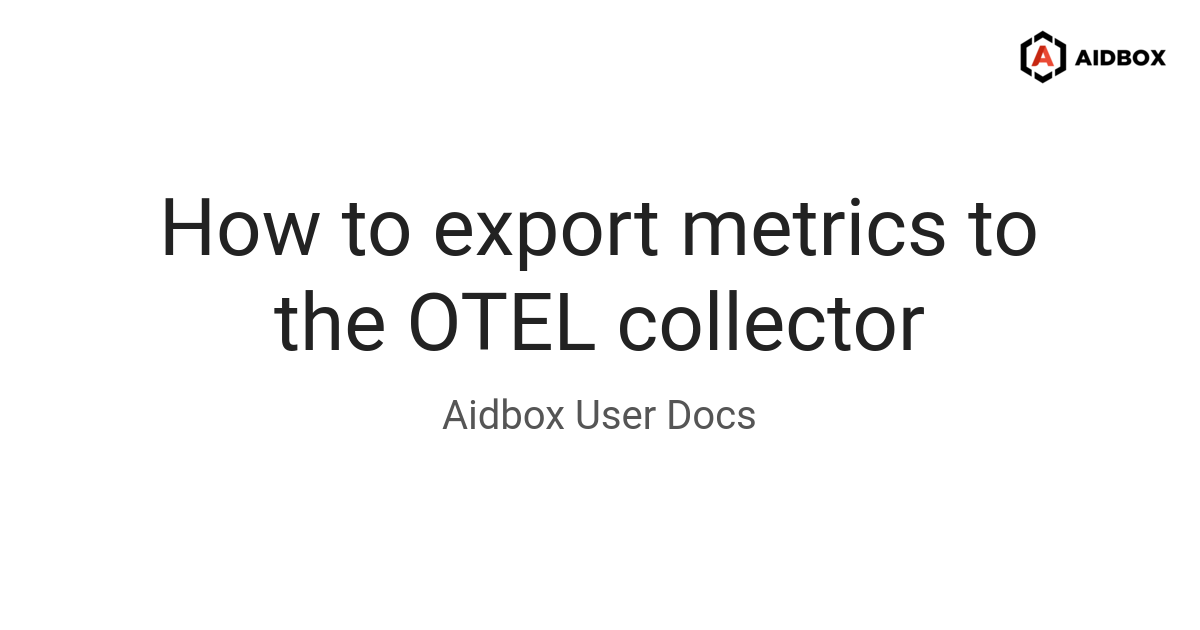 AIDBOX
How to export metrics to
the OTEL collector
Aidbox User Docs